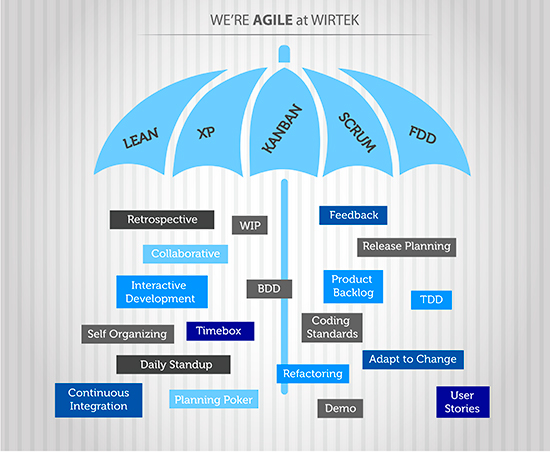 WE'RE AGILE at WIRTEK
LEAN
XP
KANBAN
SCRUM
FDD
Retrospective
WIP
Feedback
Collaborative
Release Planning
Interactive
Development
BDD
Product
Backlog
TDD
Self Organizing
Timebox
Coding
Standards
Daily Standup
Refactoring
Adapt to Change
Continuous
Integration
Planning Poker
Demo
User
Stories